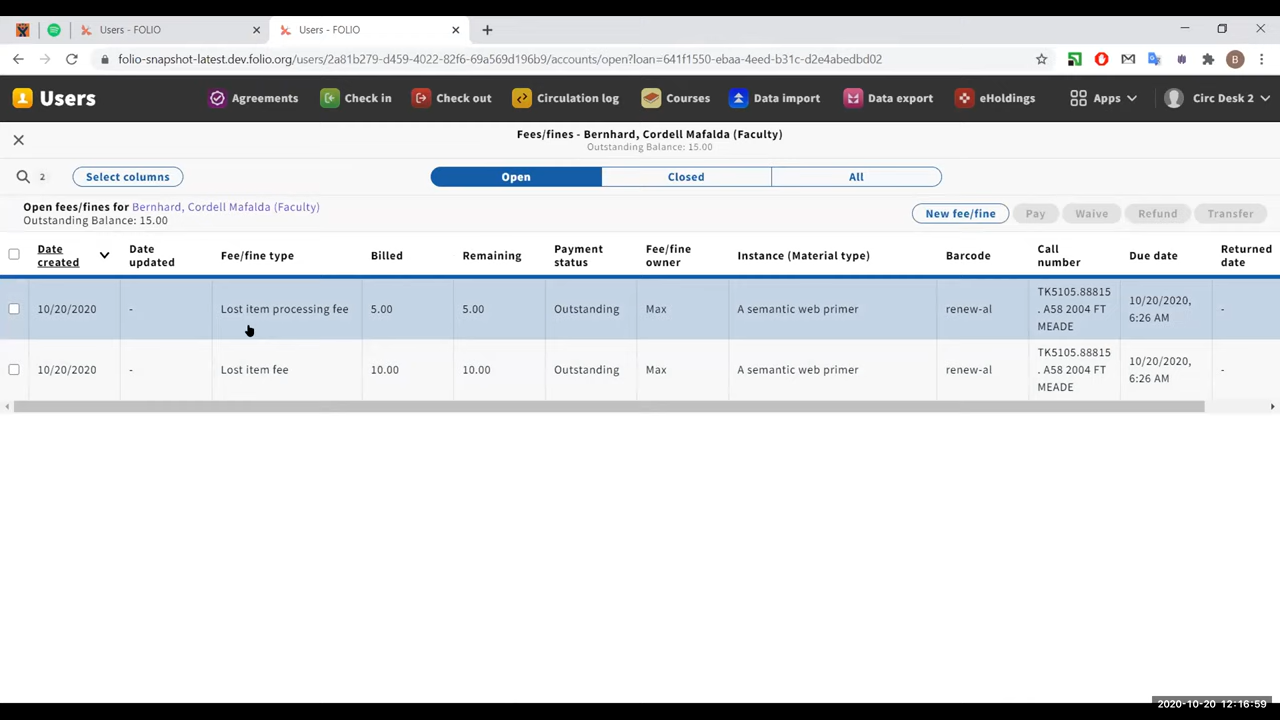 Users - FOLIO
Users - FOLIO
folio-snapshot-latest.dev.folio.org/users/2a81b279-d459-4022-82f6-69a569d196b9/accounts/open?loan=641f1550-ebaa-4eed-b31c-d2e4abedbd02
B
Users
Agreements
Check in
Check out
Circulation log
Courses
Data import
Data export
eHoldings
Apps
Circ Desk 2
Fees/fines - Bernhard, Cordell Mafalda (Faculty)
Outstanding Balance: 15.00
2
Select columns
Open
Closed
All
Open fees/fines for Bernhard, Cordell Mafalda (Faculty)
Outstanding Balance: 15.00
New fee/fine
Pay
Waive
Refund
Transfer
Date
created
Date
updated
Fee/fine type
Billed
Remaining
Payment
status
Fee/fine
owner
Instance (Material type)
Barcode
Call
number
Due date
Returned
date
10/20/2020
-
Lost item processing fee
5.00
5.00
Outstanding
Max
A semantic web primer
renew-al
TK5105.88815
. A58 2004 FT
MEADE
10/20/2020,
6:26 AM
-
10/20/2020
-
Lost item fee
10.00
10.00
Outstanding
Max
A semantic web primer
renew-al
TK5105.88815
. A58 2004 FT
MEADE
10/20/2020,
6:26 AM
-
2020-10-20 12:16:59